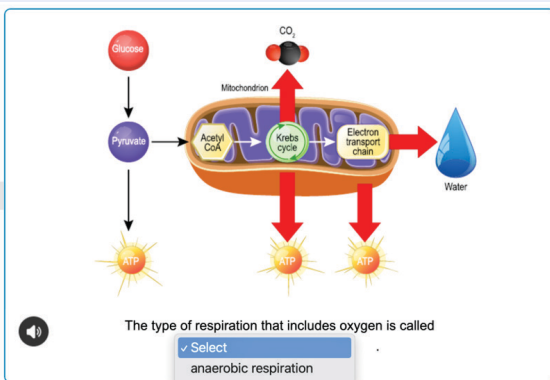 CO₂
Glucose
Mitochondrion
Pyruvate
Acetyl
CoA
Krebs
cycle
Electron
transport
chain
Water
ATP
ATP
ATP
The type of respiration that includes oxygen is called
✓ Select
.
anaerobic respiration